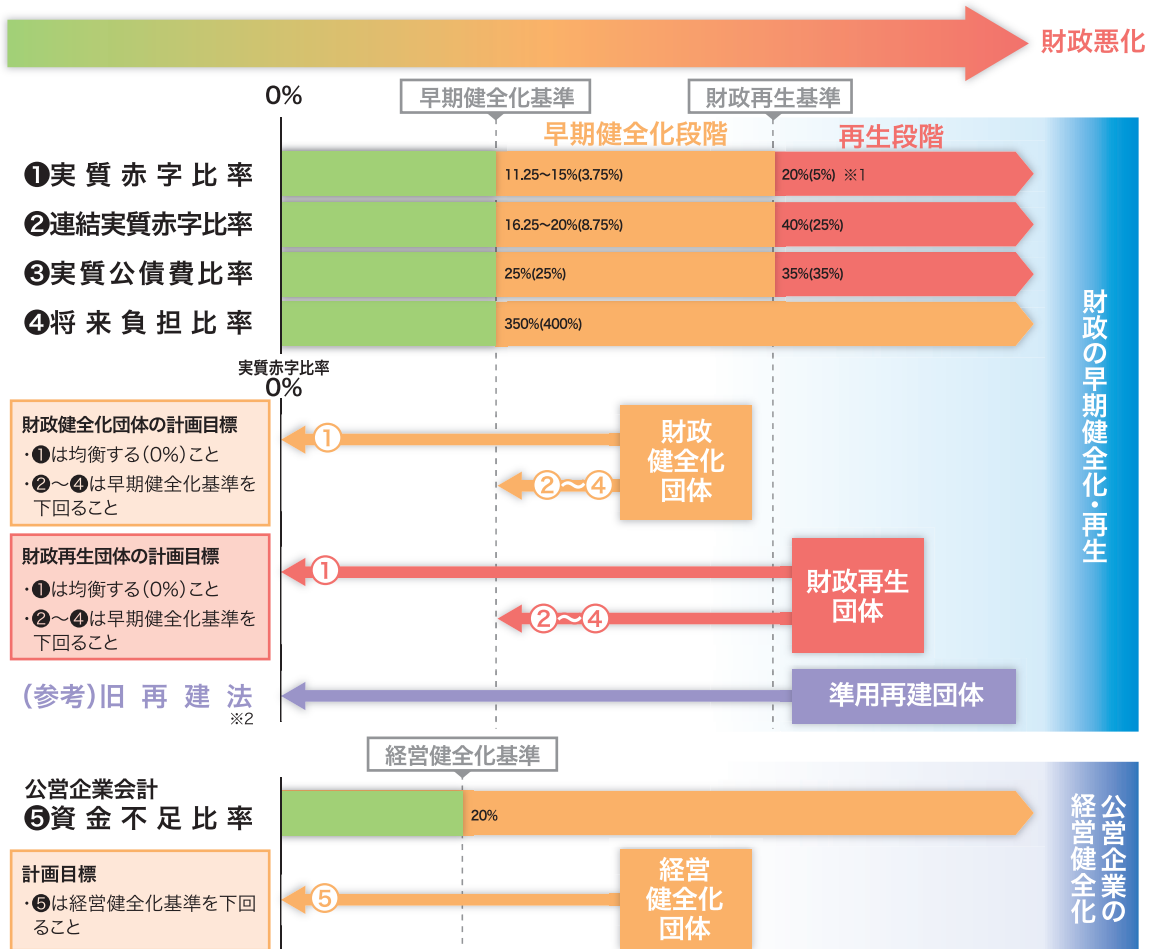 財政悪化
0%
早期健全化基準
財政再生基準
早期健全化段階
再生段階
❶実質赤字比率
11.25〜15%(3.75%)
20%(5%) ※1
❷連結実質赤字比率
16.25〜20%(8.75%)
40%(25%)
❸実質公債費比率
25%(25%)
35%(35%)
❹将来負担比率
350%(400%)
財政の早期健全化・再生
実質赤字比率
0%
財政健全化団体の計画目標
・❶は均衡する(0%)こと
・❷〜❹は早期健全化基準を
下回ること
①
②〜④
財政
健全化
団体
財政再生団体の計画目標
・❶は均衡する(0%)こと
・❷〜❹は早期健全化基準を
下回ること
①
②〜④
財政再生
団体
(参考)旧再建法
※2
準用再建団体
経営健全化基準
公営企業会計
❺資金不足比率
20%
公営企業の
経営健全化
計画目標
・❺は経営健全化基準を下回
ること
⑤
経営
健全化
団体